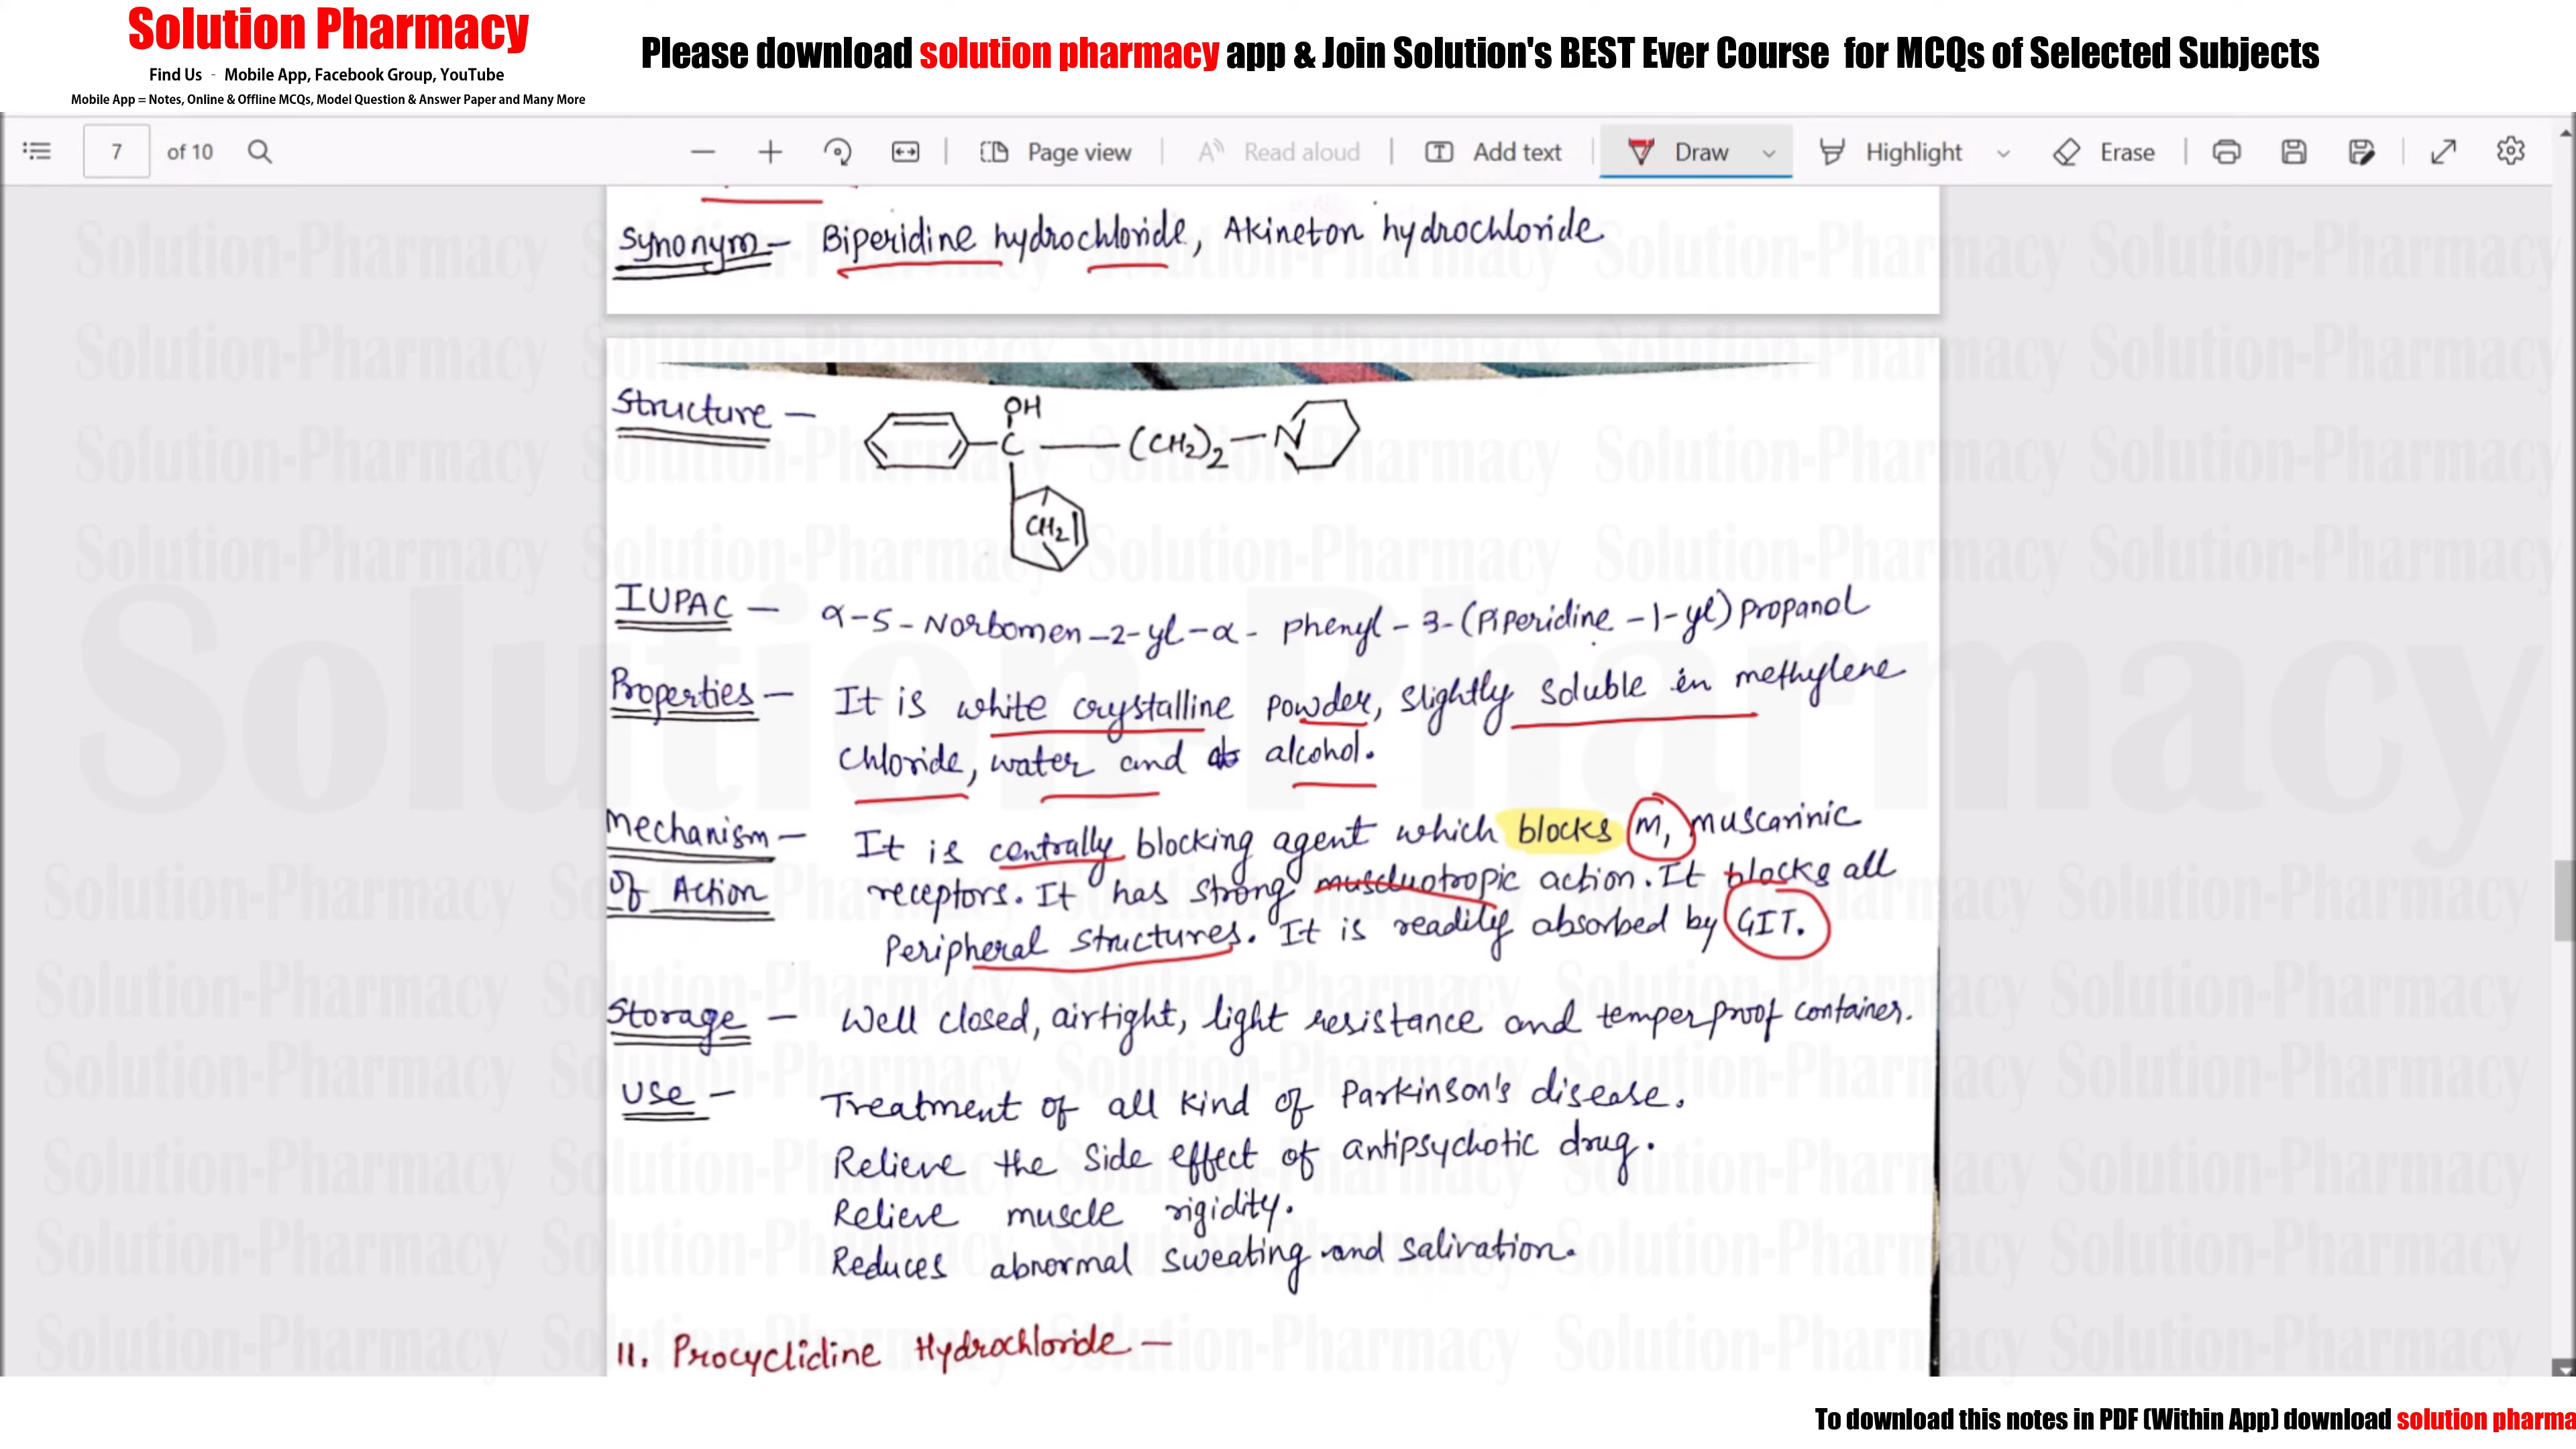 Solution Pharmacy
Find Us - Mobile App, Facebook Group, YouTube
Mobile App = Notes, Online & Offline MCQs, Model Question & Answer Paper and Many More
Please download solution pharmacy app & Join Solution's BEST Ever Course for MCQs of Selected Subjects
7 of 10 Page view Read aloud Add text Draw Highlight Erase
Synonym - Biperidine hydrochloride, Akineton hydrochloride
Structure -
OH
C (CH2)2 - N
CH2
IUPAC - α-5-Norbomen-2-yl-α-phenyl-3-(Piperidine-1-yl) propanol
Properties - It is white crystalline powder, slightly soluble in methylene
chloride, water and alcohol.
Mechanism - It is centrally blocking agent which blocks M, muscarinic
of Action receptors. It has strong action. It blocks all
Peripheral structures. It is readily absorbed by GIT.
Storage - Well closed, airtight, light resistance and temper proof container.
Use - Treatment of all kind of Parkinson's disease.
Relieve the side effect of antipsychotic drug.
Relieve muscle rigidity.
Reduces abnormal sweating and salivation.
11. Procyclidine Hydrochloride -
To download this notes in PDF (Within App) download solution pharma
Solution-Pharmacy